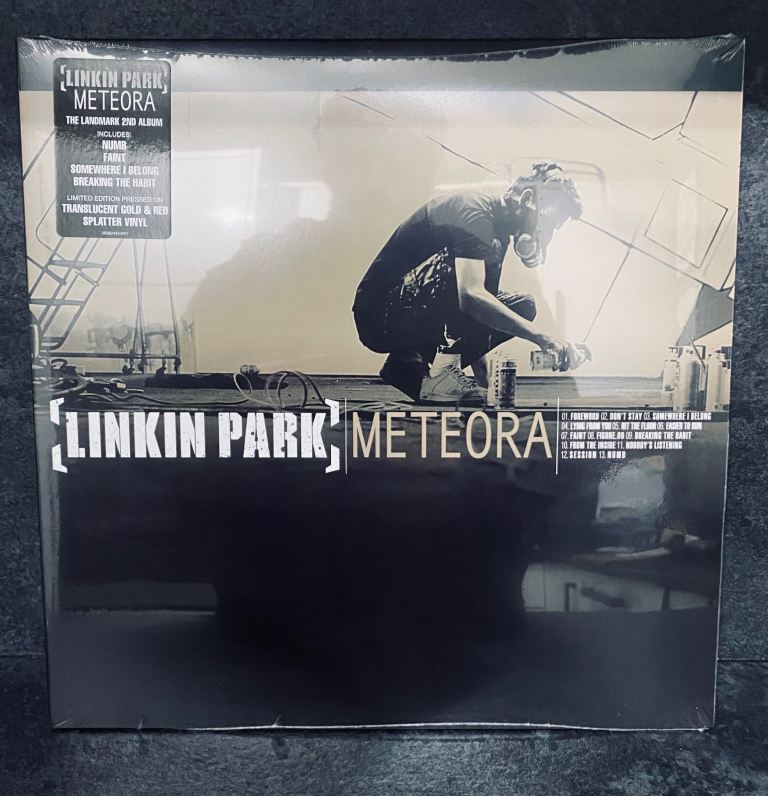 [LINKIN PARK]
METEORA
THE LANDMARK 2ND ALBUM
INCLUDES:
NUMB
FAINT
SOMEWHERE I BELONG
BREAKING THE HABIT
LIMITED EDITION PRESSED ON
TRANSLUCENT GOLD & RED
SPLATTER VINYL
[LINKIN PARK]
METEORA
01. FOREWORD 02. DON'T STAY 03. SOMEWHERE I BELONG
04. LYING FROM YOU 05. HIT THE FLOOR 06. EASIER TO RUN
07. FAINT 08. FIGURE.09 09. BREAKING THE HABIT
10. FROM THE INSIDE 11. NOBODY'S LISTENING
12. SESSION 13. NUMB